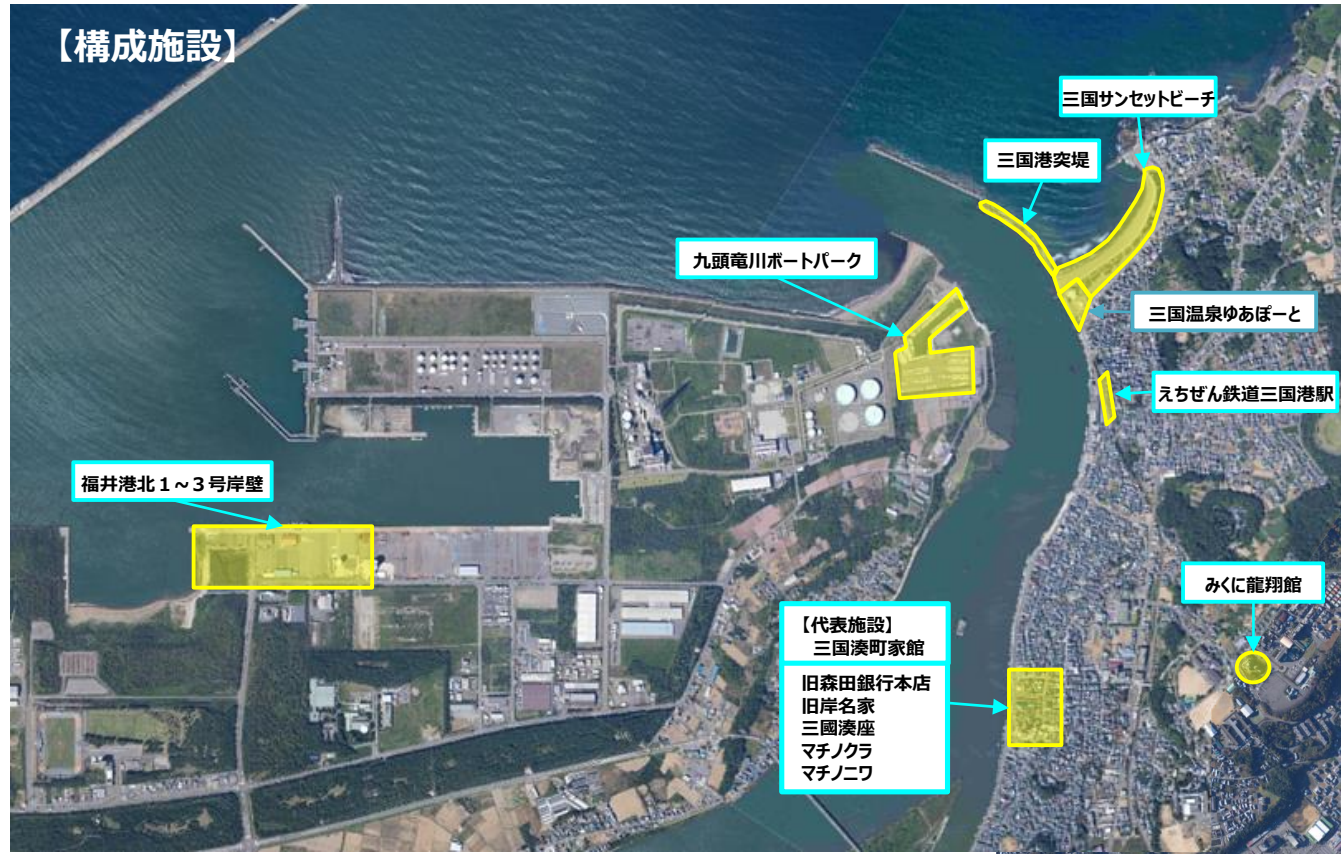 【構成施設】
三国サンセットビーチ
三国港突堤
九頭竜川ボートパーク
三国温泉ゆあぽーと
えちぜん鉄道三国港駅
福井港北１～３号岸壁
みくに龍翔館
【代表施設】
三国湊町家館
旧森田銀行本店
旧岸名家
三國湊座
マチノクラ
マチノニワ